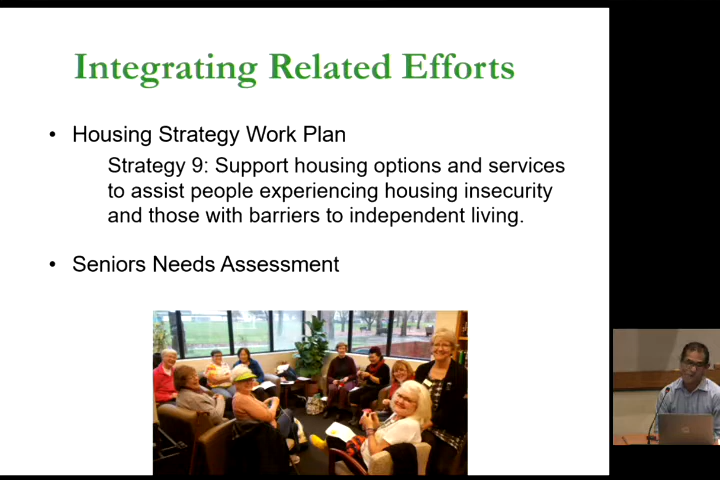 Integrating Related Efforts
• Housing Strategy Work Plan
Strategy 9: Support housing options and services
to assist people experiencing housing insecurity
and those with barriers to independent living.
• Seniors Needs Assessment